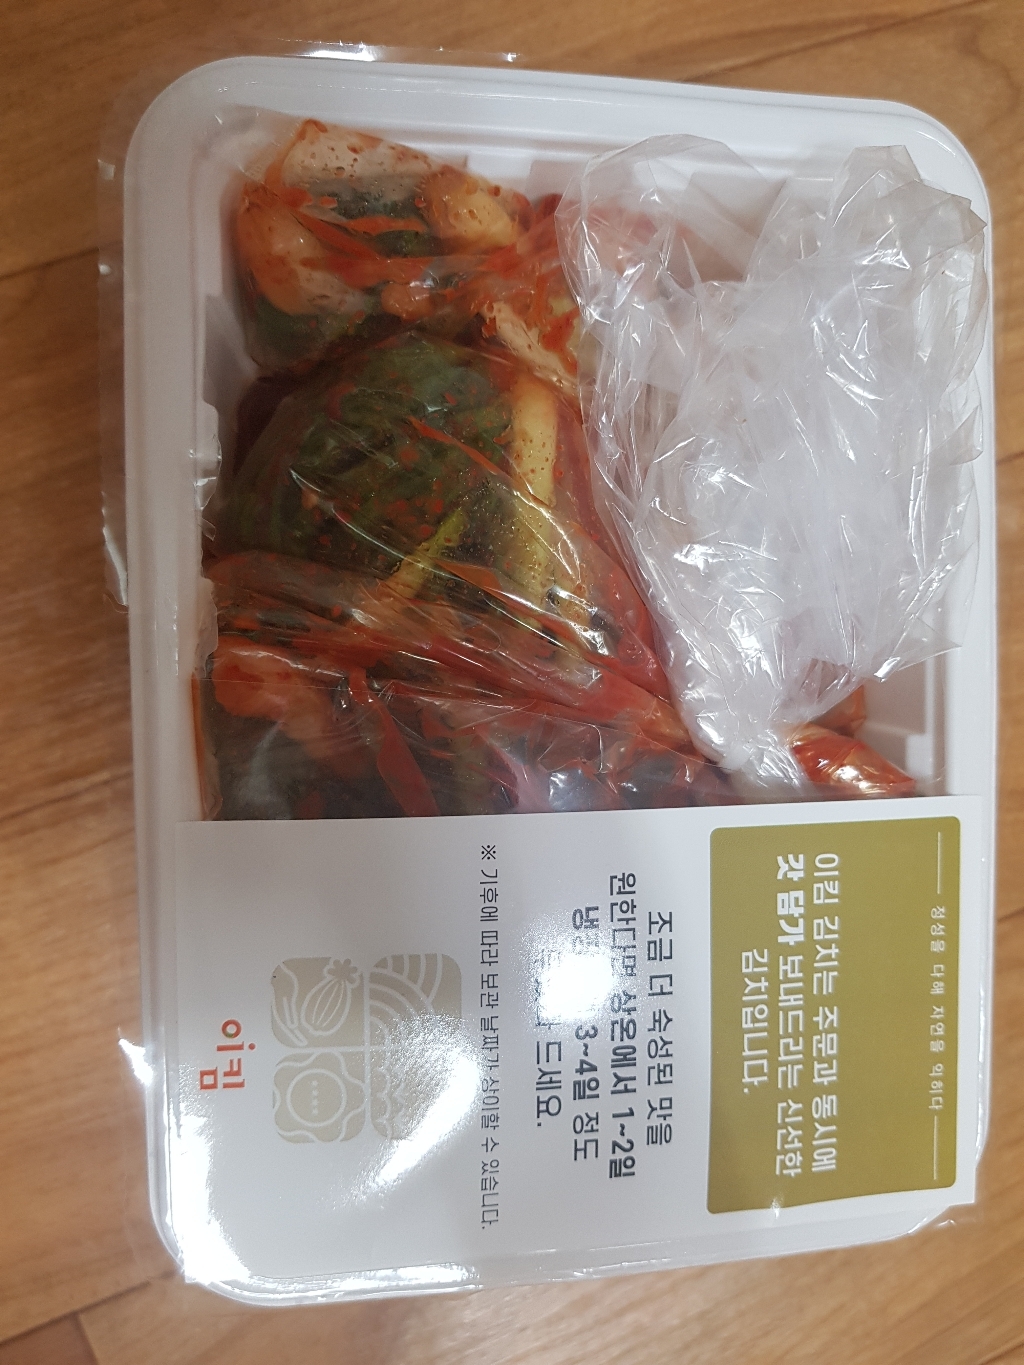 정성을 다해 자연을 익히다
이킴 김치는 주문과 동시에
갓 담가 보내드리는 신선한
김치입니다.
조금 더 숙성된 맛을
원한다면 상온에서 1~2일
3~4일 정도
드세요.
※ 기후에 따라 보관 날짜가 상이할 수 있습니다.
이킴